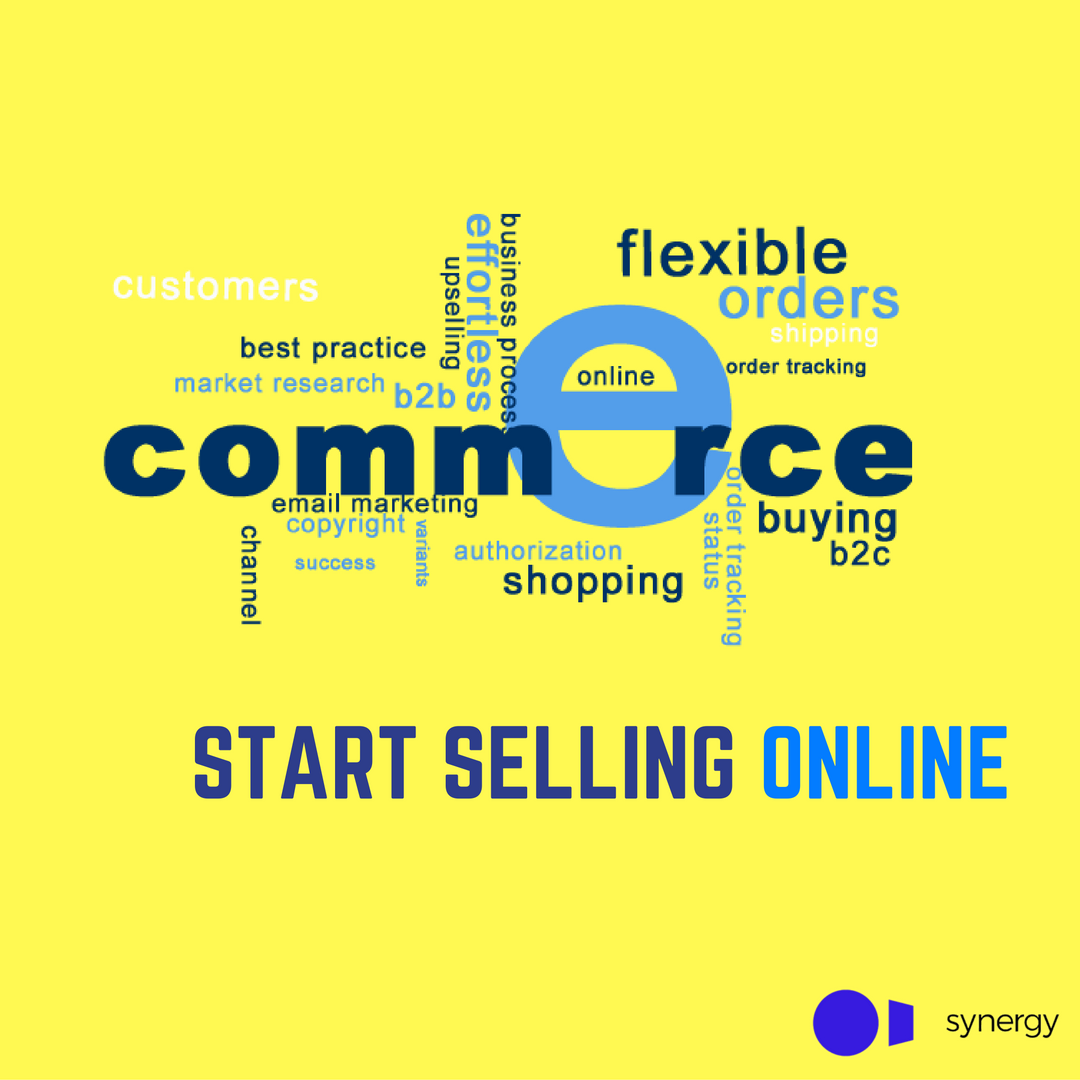 customers
effortless
business proces
upselling
flexible
orders
shipping
best practice
online
order tracking
market research
b2b
commerce
email marketing
copyright
channel
success
variants
authorization
shopping
status
order tracking
buying
b2c
START SELLING ONLINE
synergy